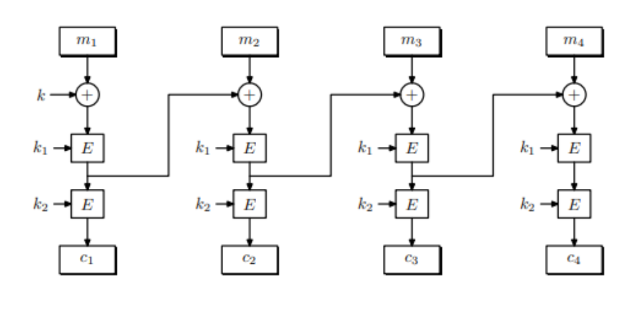 m₁ m₂ m₃ m₄
k + + + +
k₁ E k₁ E k₁ E k₁ E
k₂ E k₂ E k₂ E k₂ E
c₁ c₂ c₃ c₄